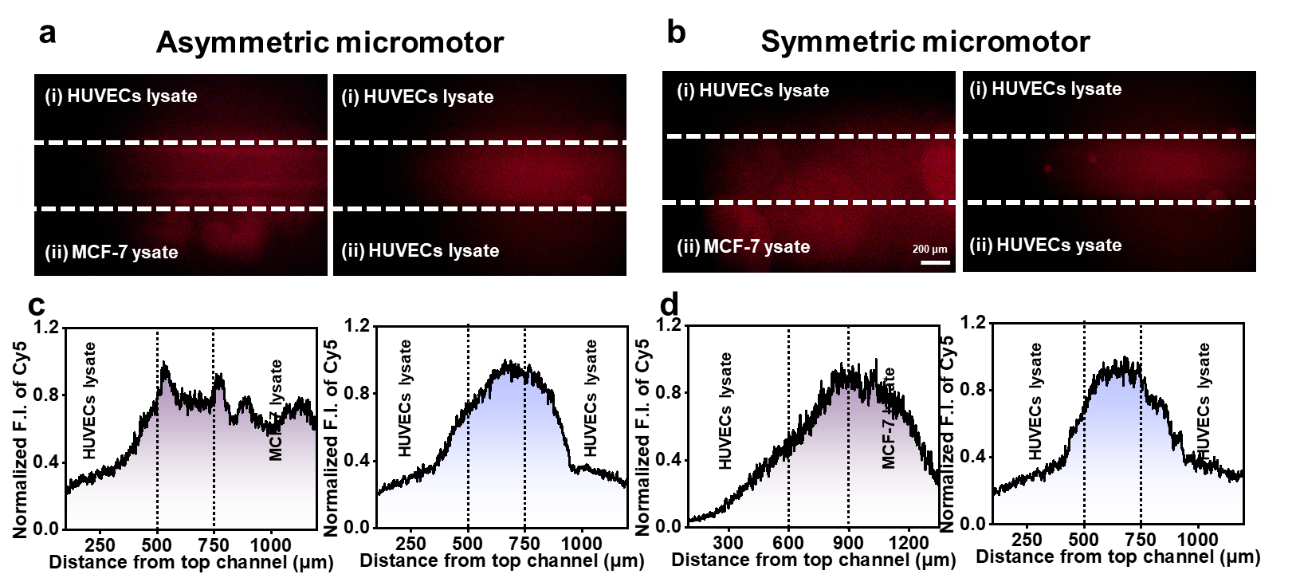 a
Asymmetric micromotor
b
Symmetric micromotor
(i) HUVECs lysate
(i) HUVECs lysate
(i) HUVECs lysate
(i) HUVECs lysate
(ii) MCF-7 ysate
(ii) HUVECs lysate
(ii) MCF-7 ysate
200 μm
(ii) HUVECs ysate
c
Normalized F.I. of Cy5
1.2
0.8
0.4
0.0
HUVECs lysate
MCF-7 lysate
250 500 750 1000
Distance from top channel (μm)
Normalized F.I. of Cy5
1.2
0.8
0.4
0.0
HUVECs lysate
HUVECs lysate
250 500 750 1000
Distance from top channel (μm)
d
Normalized F.I. of Cy5
1.2
0.8
0.4
0.0
HUVECs lysate
MCF-7 lysate
300 600 900 1200
Distance from top channel (μm)
Normalized F.I. of Cy5
1.2
0.8
0.4
0.0
HUVECs lysate
HUVECs lysate
250 500 750 1000
Distance from top channel (μm)